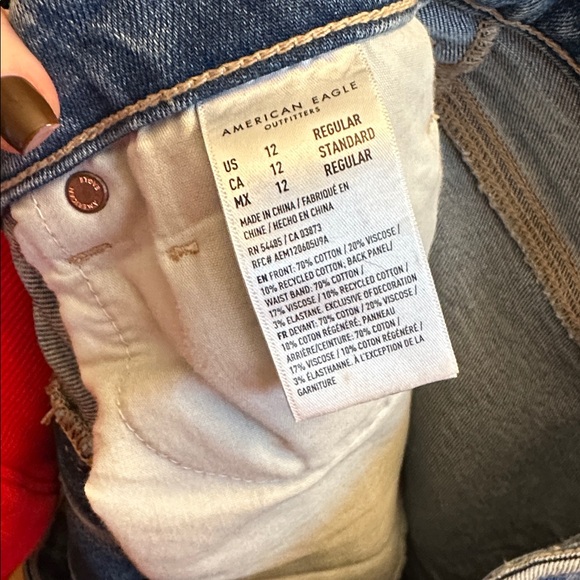 AMERICAN EAGLE
OUTFITTERS
US 12 REGULAR
CA 12 STANDARD
MX 12 REGULAR
MADE IN CHINA / FABRIQUÉ EN
CHINE / HECHO EN CHINA
RN 54485 / CA 03873
RFC# AEM120605U9A
EN FRONT: 70% COTTON / 20% VISCOSE /
10% RECYCLED COTTON, BACK PANEL/
WAIST BAND: 70% COTTON /
17% VISCOSE / 10% RECYCLED COTTON /
3% ELASTANE. EXCLUSIVE OF DECORATION
FR DEVANT: 70% COTON / 20% VISCOSE /
10% COTON RÉGÉNÉRÉ, PANNEAU
ARRIÈRE/CEINTURE: 70% COTON /
17% VISCOSE / 10% COTON RÉGÉNÉRÉ /
3% ÉLASTHANNE. À L'EXCEPTION DE LA
GARNITURE
AMERICAN EAGLE